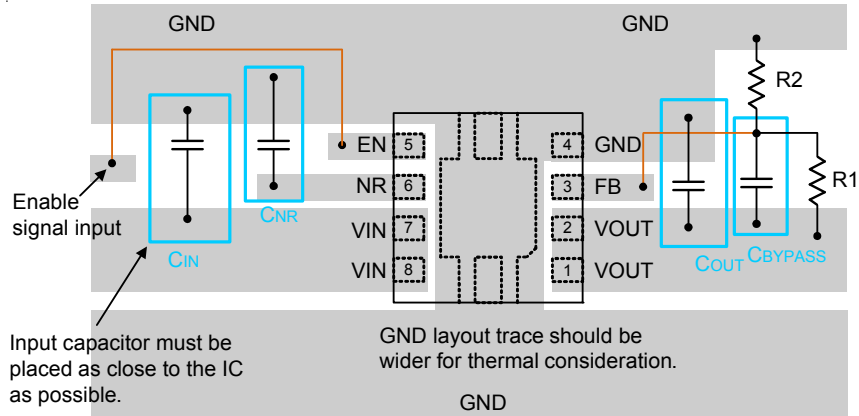 GND
GND
R2
EN 5
4 GND
R1
NR 6
3 FB
Enable
signal input
CNR
VIN 7
2 VOUT
CIN
VIN 8
1 VOUT
COUT
CBYPASS
Input capacitor must be
placed as close to the IC
as possible.
GND layout trace should be
wider for thermal consideration.
GND